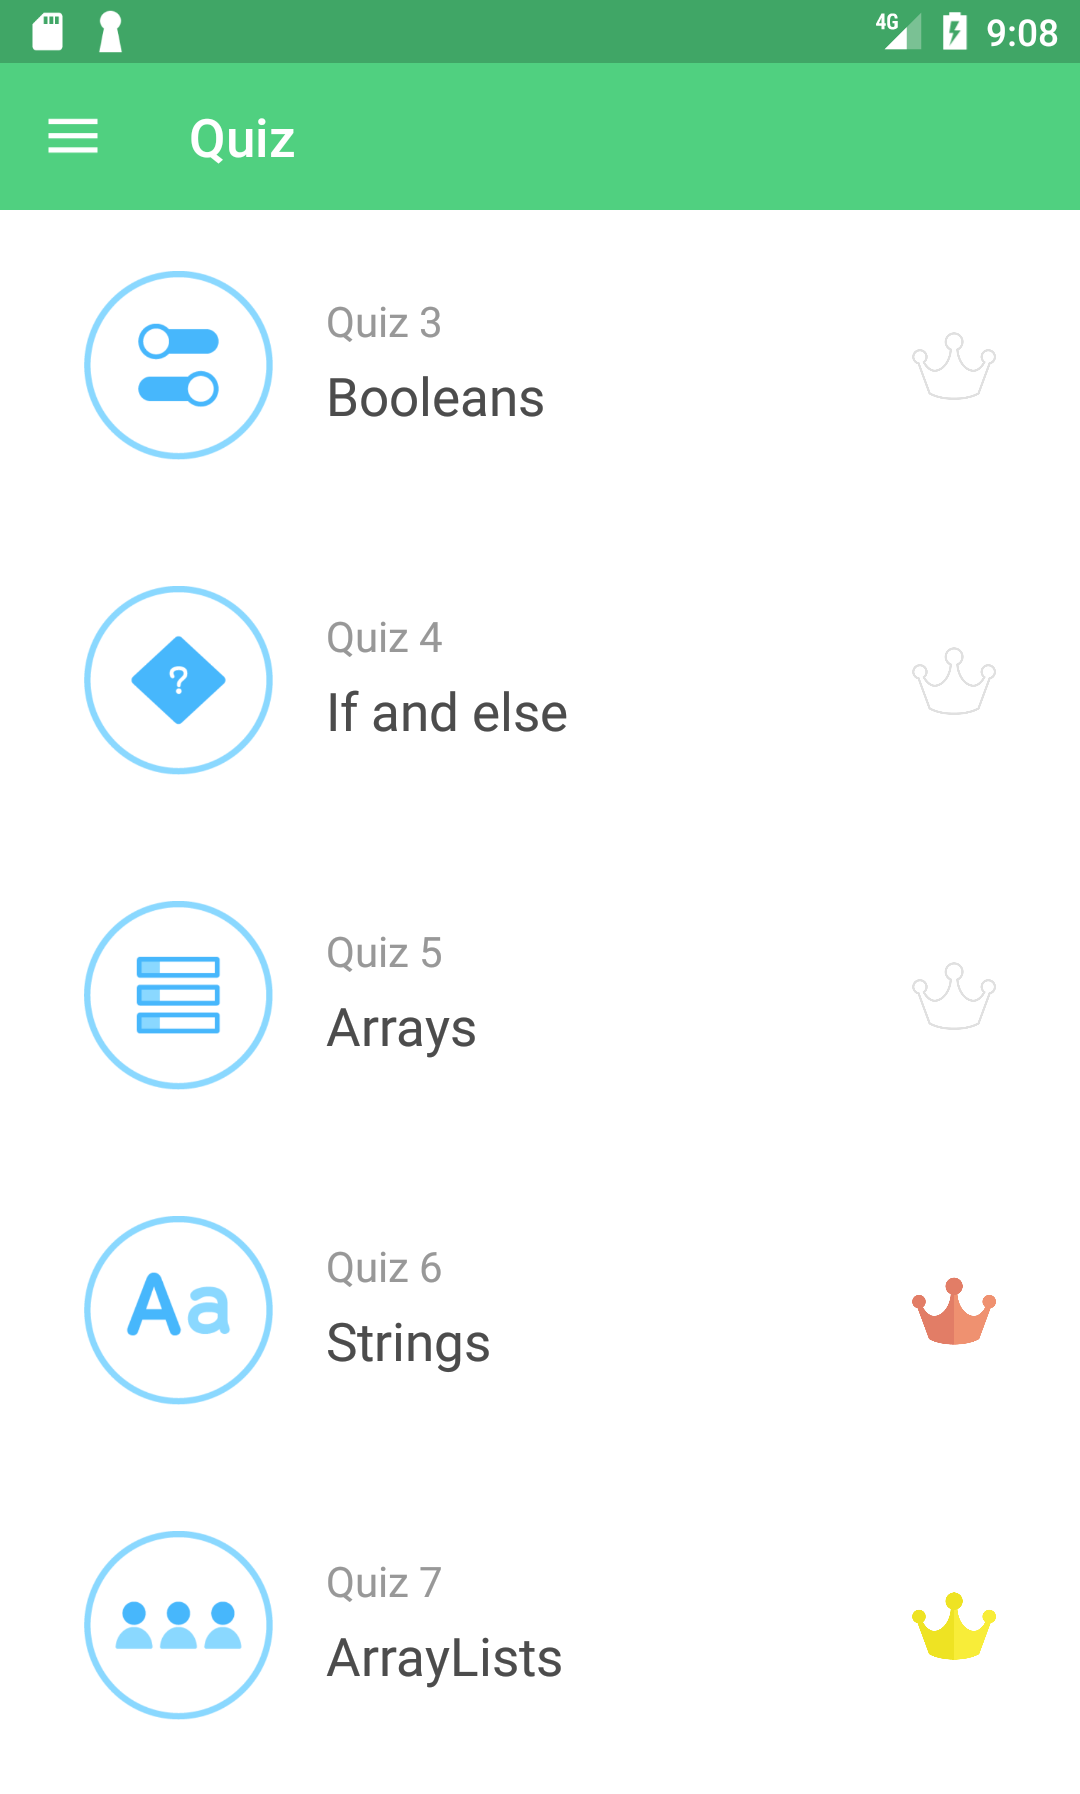 4G 9:08
Quiz
Quiz 3
Booleans
?
Quiz 4
If and else
Quiz 5
Arrays
Aa
Quiz 6
Strings
Quiz 7
ArrayLists